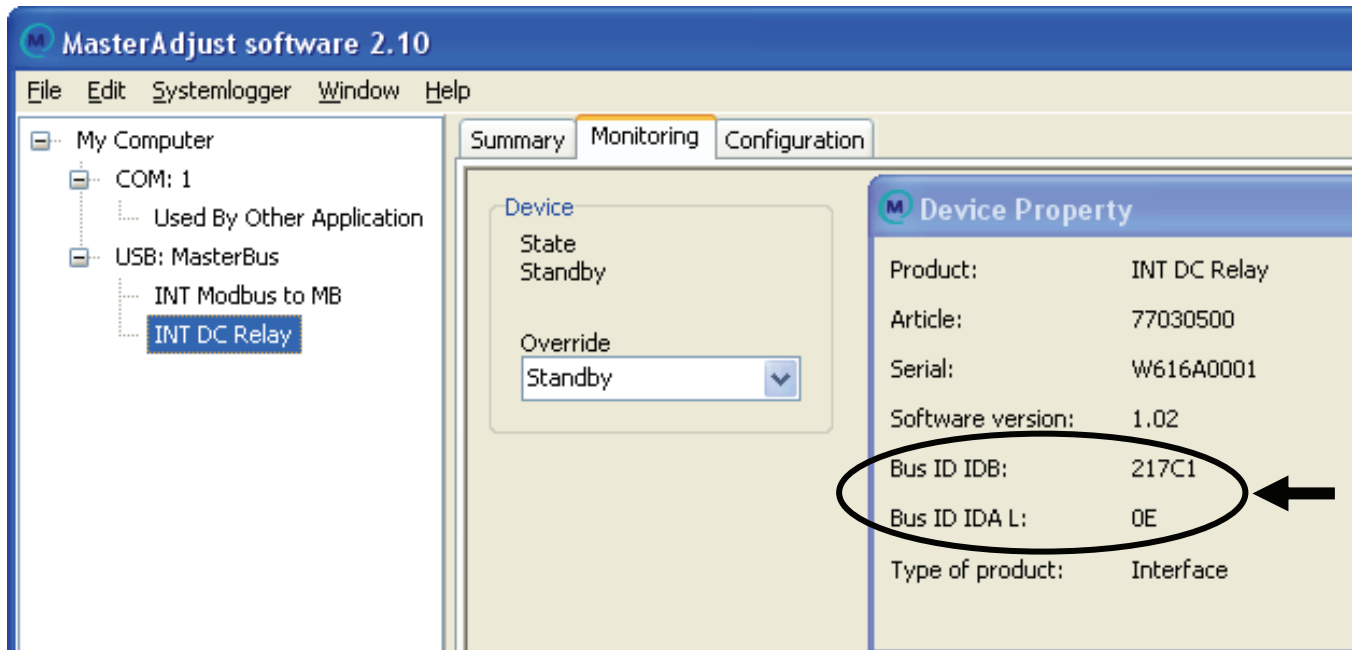 MasterAdjust software 2.10
File Edit Systemlogger Window Help
My Computer
COM: 1
Used By Other Application
USB: MasterBus
INT Modbus to MB
INT DC Relay
Summary Monitoring Configuration
Device
State
Standby
Override
Standby
M Device Property
Product: INT DC Relay
Article: 77030500
Serial: W616A0001
Software version: 1.02
Bus ID IDB: 217C1
Bus ID IDA L: 0E
Type of product: Interface